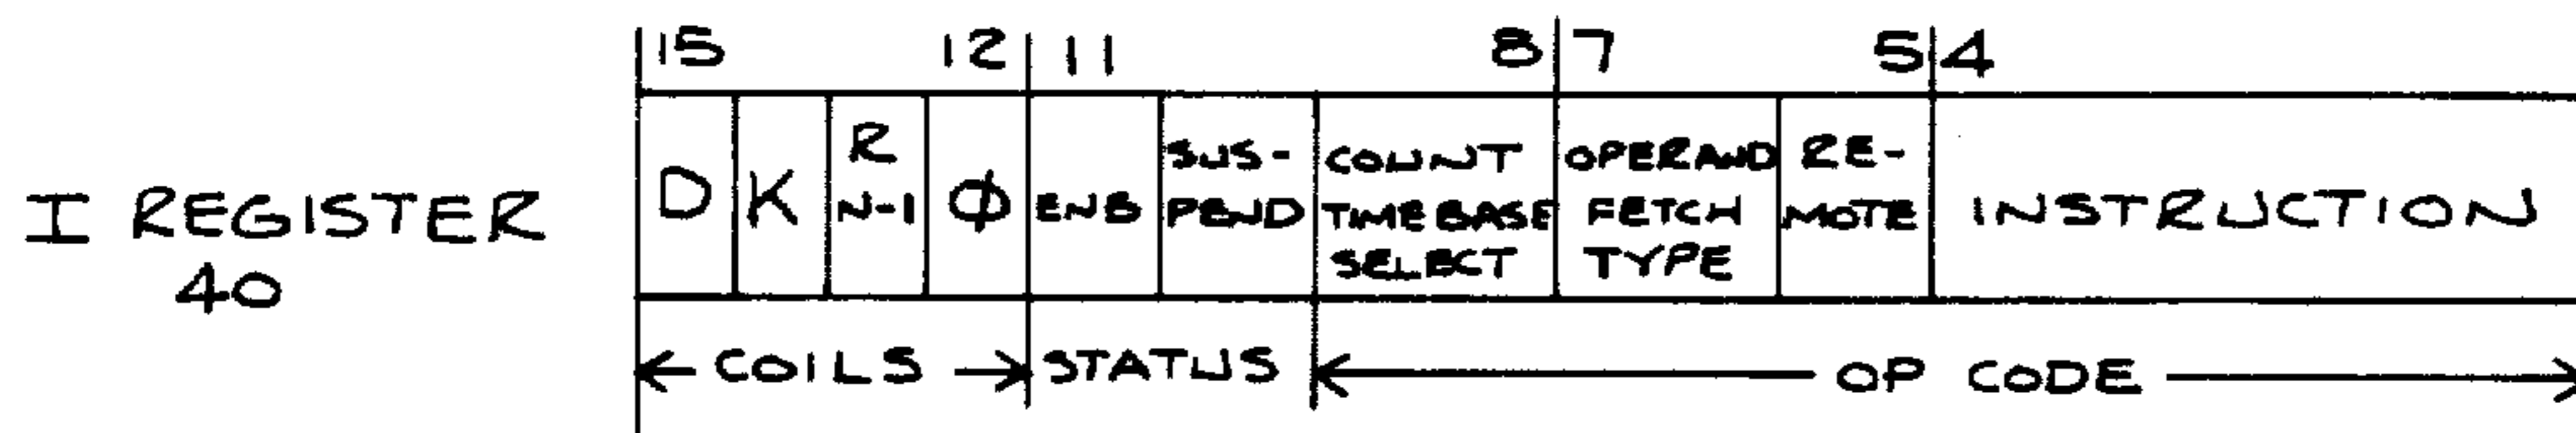 15 12 11 8 7 5 4
I REGISTER
40
D K R N-1 Φ ENB SUS-PEND COUNT TIME BASE SELECT OPERAND FETCH TYPE RE-MOTE INSTRUCTION
COILS STATUS OP CODE